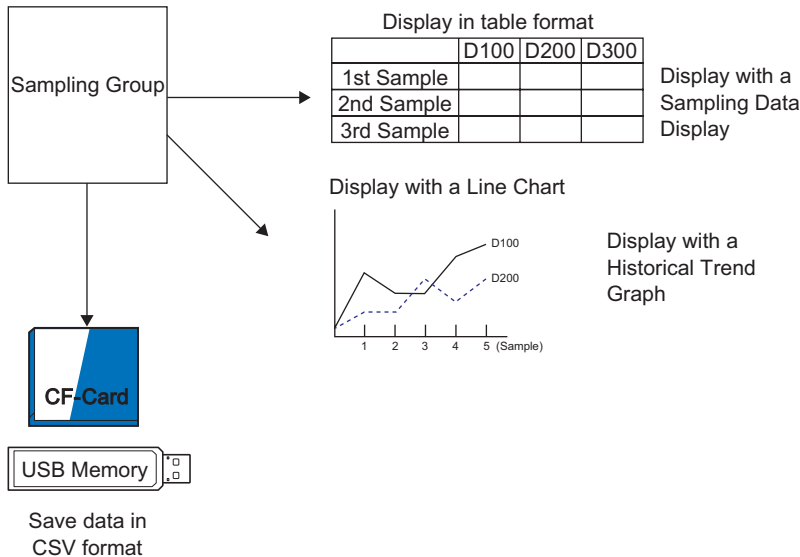 Display in table format
D100 D200 D300
Sampling Group
1st Sample
2nd Sample
3rd Sample
Display with a
Sampling Data
Display
Display with a Line Chart
D100
D200
1 2 3 4 5 (Sample)
Display with a
Historical Trend
Graph
CF-Card
USB Memory
Save data in
CSV format